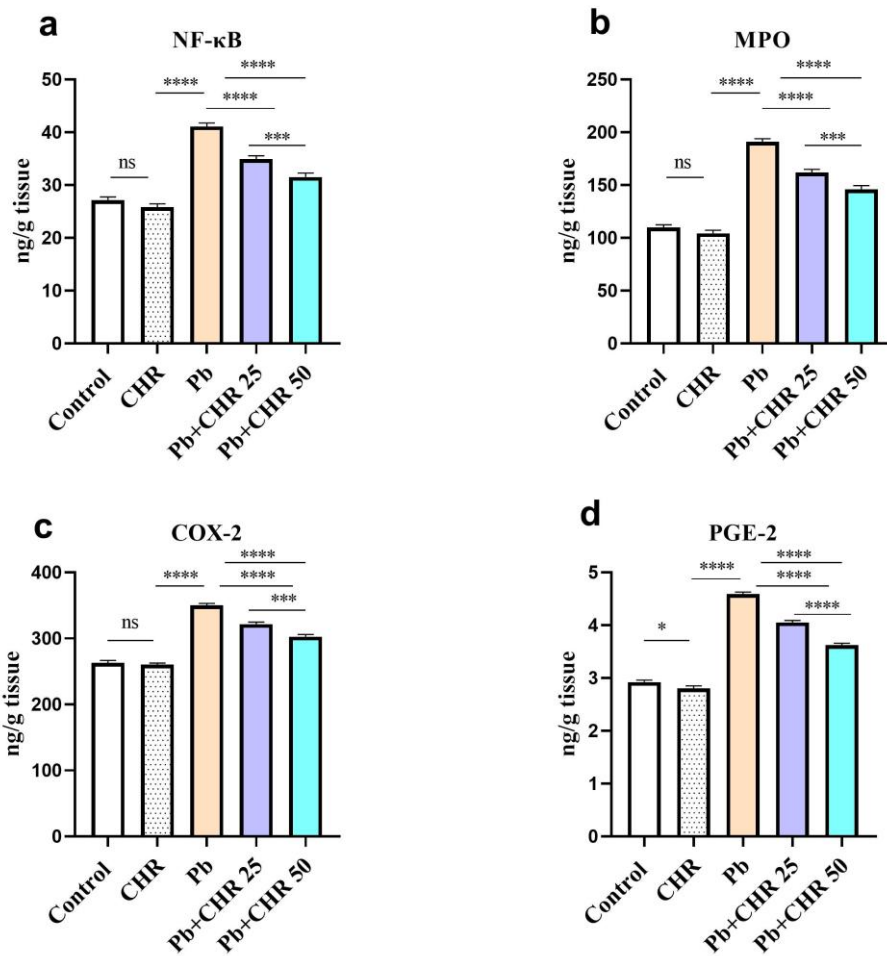 a
NF-κB
ng/g tissue
50
40
30
20
10
0
ns
****
****
****
***
Control
CHR
Pb
Pb+CHR 25
Pb+CHR 50
b
MPO
ng/g tissue
250
200
150
100
50
0
ns
****
****
****
***
Control
CHR
Pb
Pb+CHR 25
Pb+CHR 50
c
COX-2
ng/g tissue
400
300
200
100
0
ns
****
****
****
***
Control
CHR
Pb
Pb+CHR 25
Pb+CHR 50
d
PGE-2
ng/g tissue
5
4
3
2
1
0
*
****
****
****
****
Control
CHR
Pb
Pb+CHR 25
Pb+CHR 50